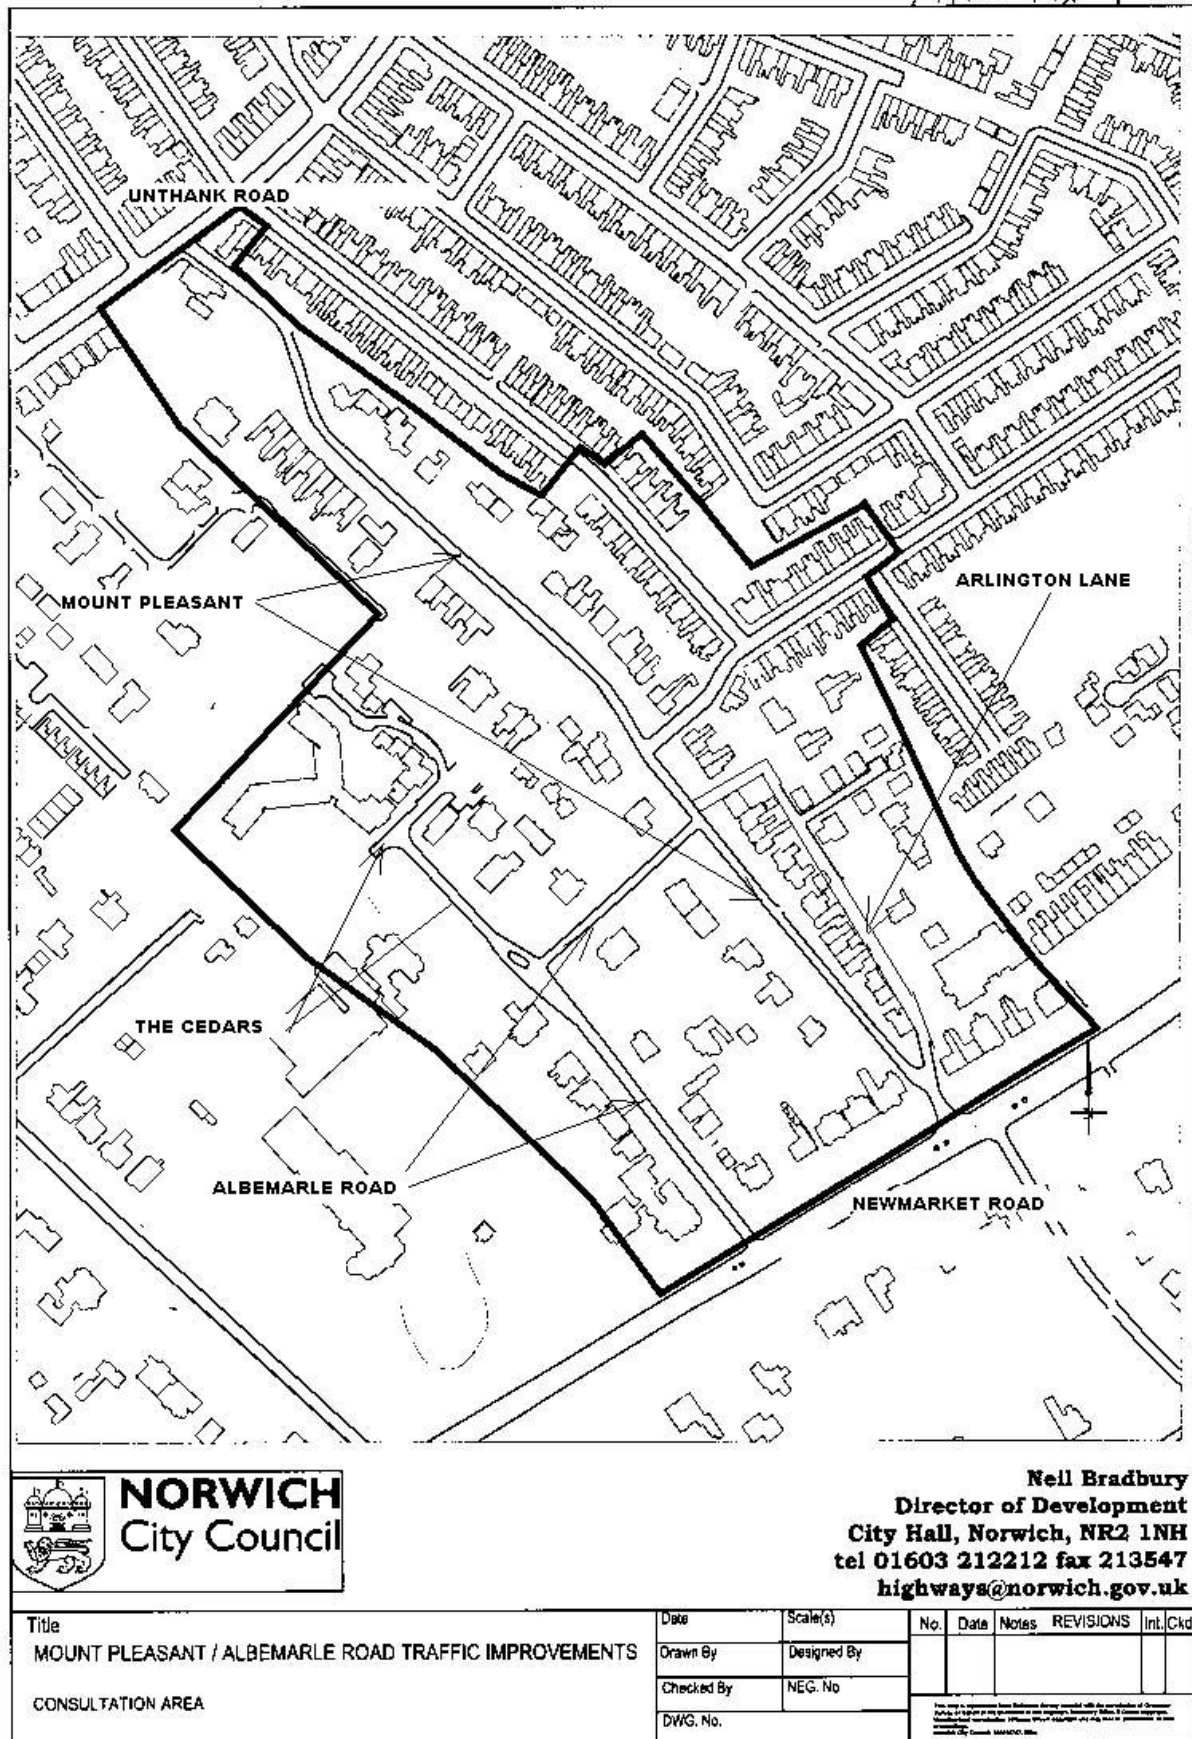 UNTHANK ROAD
ARLINGTON LANE
MOUNT PLEASANT
THE CEDARS
ALBEMARLE ROAD
NEWMARKET ROAD
NORWICH
City Council
Neil Bradbury
Director of Development
City Hall, Norwich, NR2 1NH
tel 01603 212212 fax 213547
highways@norwich.gov.uk
Title
MOUNT PLEASANT / ALBEMARLE ROAD TRAFFIC IMPROVEMENTS
CONSULTATION AREA
Date
Scale(s)
Drawn By
Designed By
Checked By
NEG. No
DWG. No.
No. Date Notes REVISIONS Int. Ckd